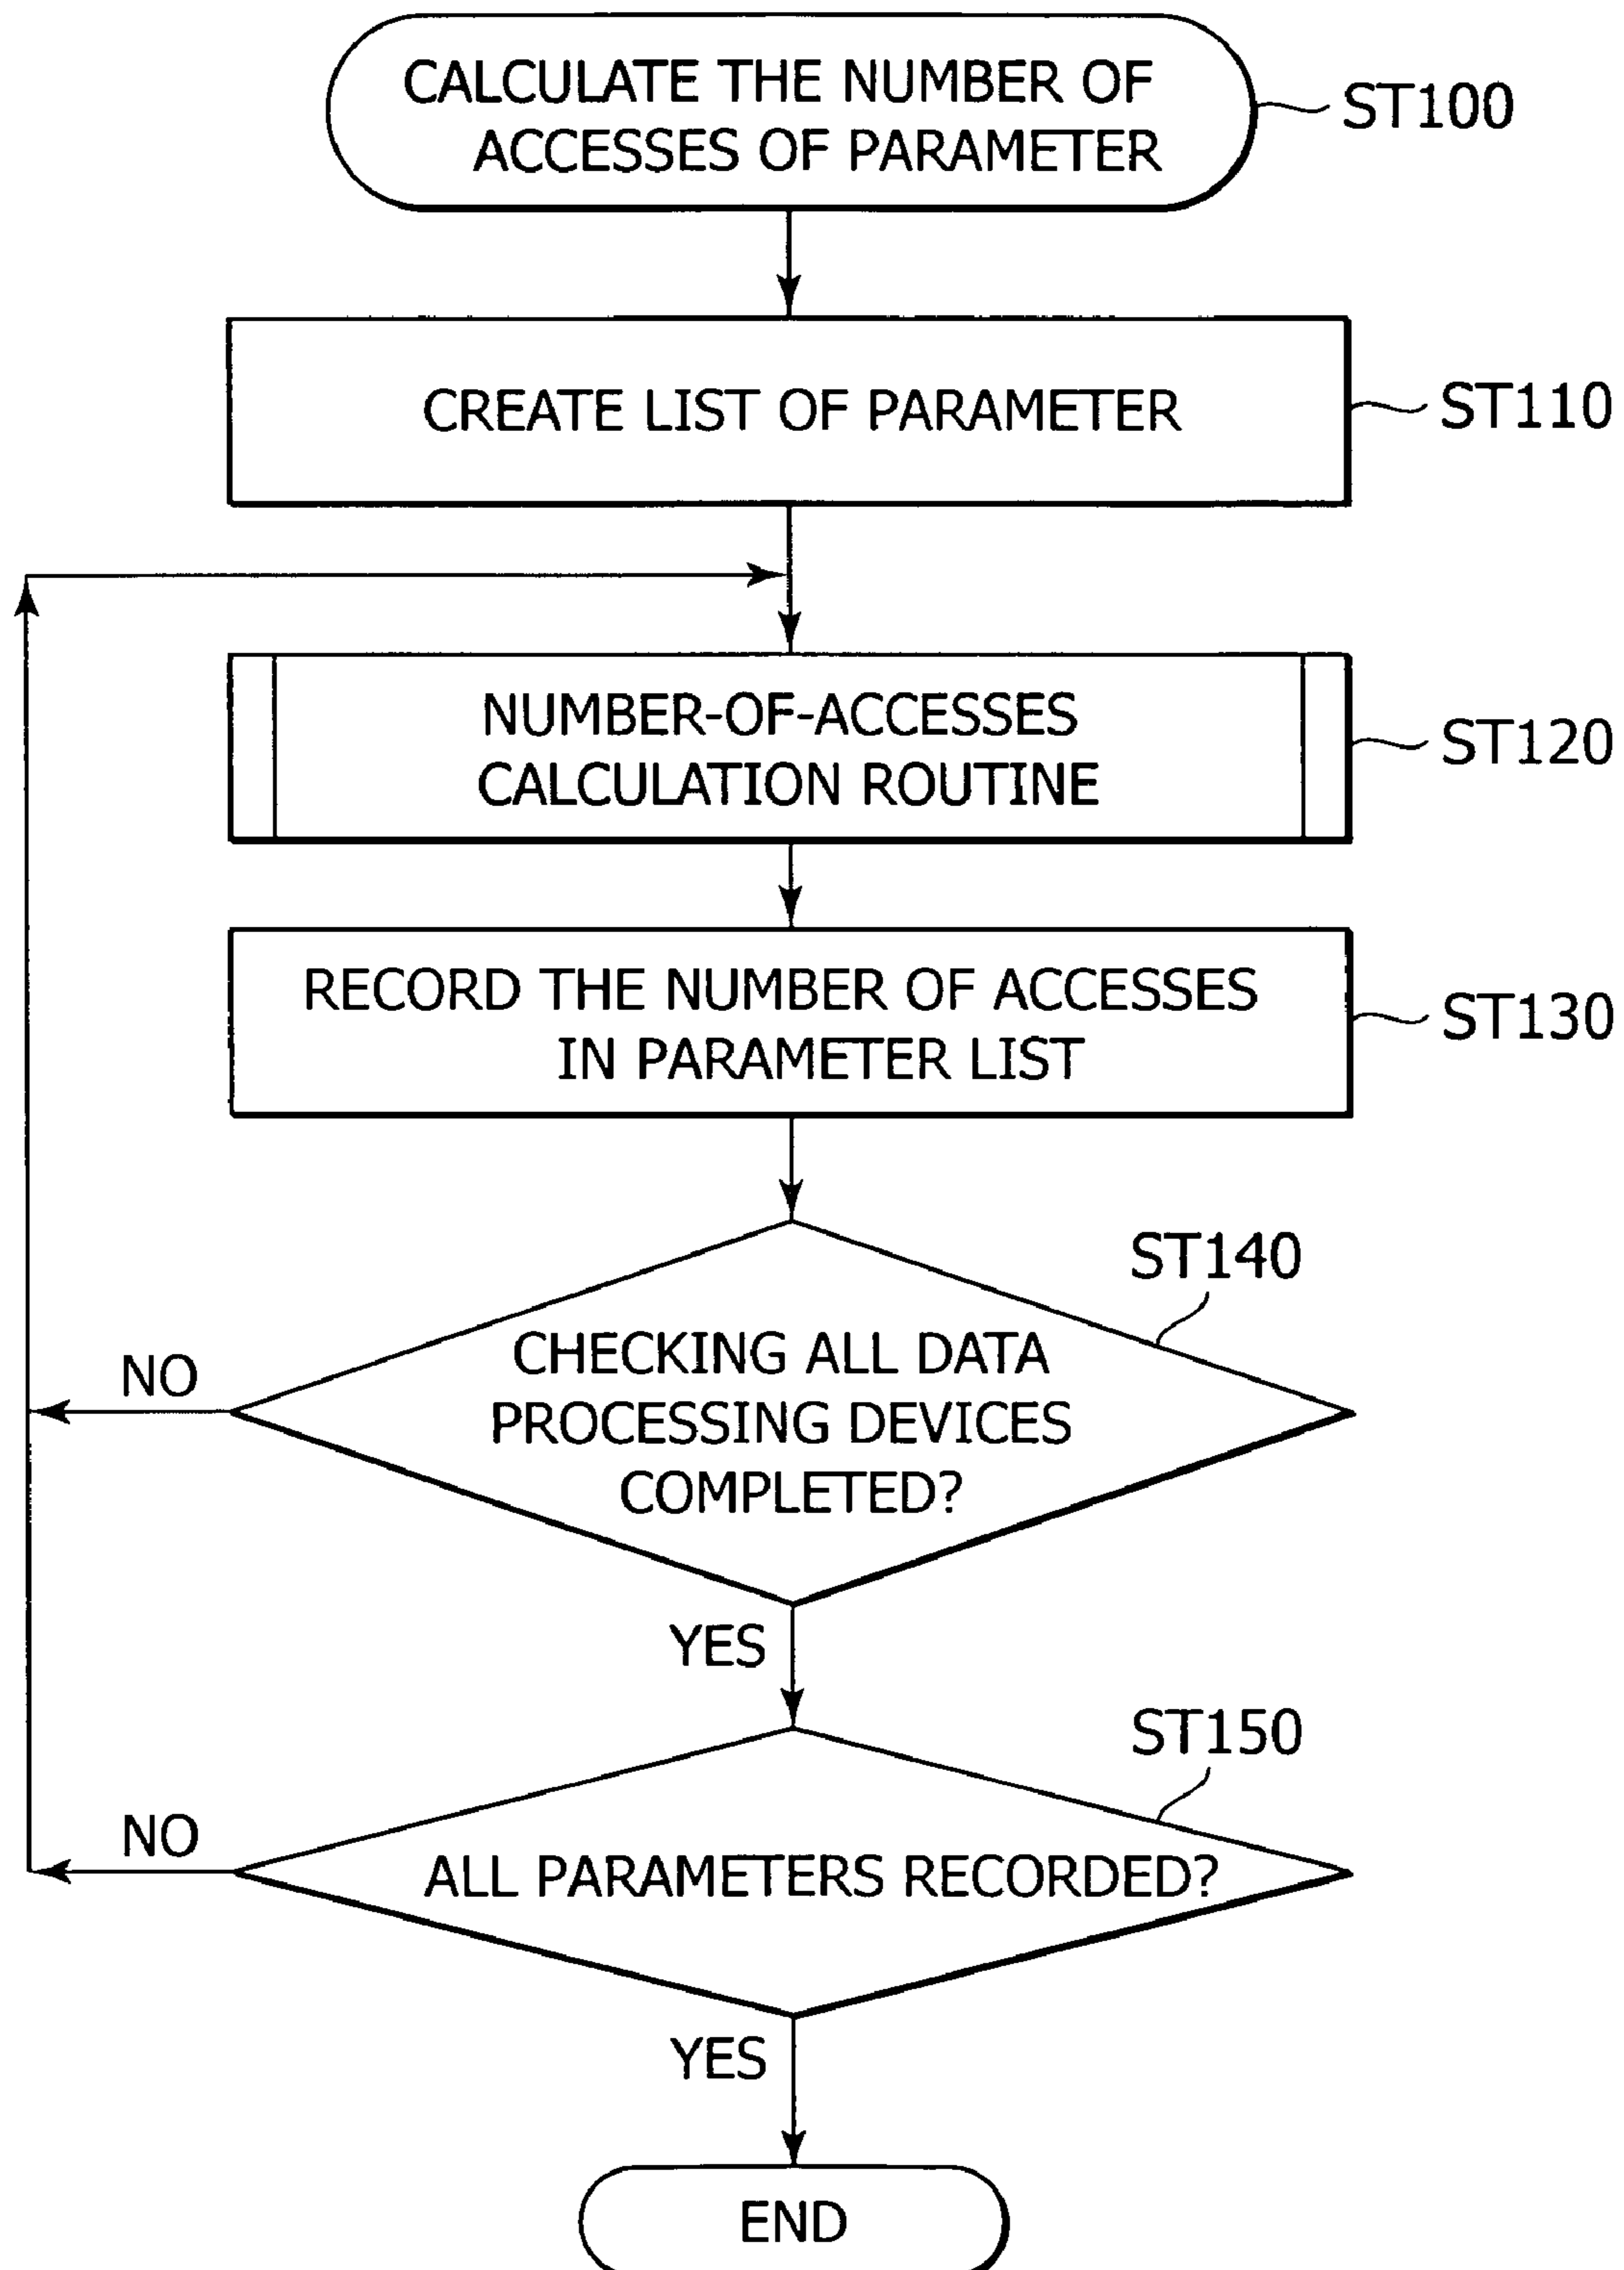 CALCULATE THE NUMBER OF
ACCESSES OF PARAMETER
ST100
CREATE LIST OF PARAMETER
ST110
NUMBER-OF-ACCESSES
CALCULATION ROUTINE
ST120
RECORD THE NUMBER OF ACCESSES
IN PARAMETER LIST
ST130
ST140
CHECKING ALL DATA
PROCESSING DEVICES
COMPLETED?
NO
YES
ST150
ALL PARAMETERS RECORDED?
NO
YES
END